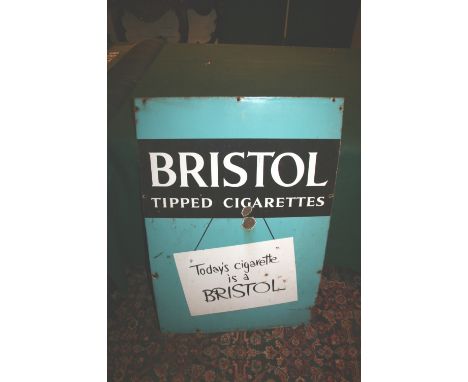 BRISTOL
TIPPED CIGARETTES
Today's cigarette
is a
BRISTOL